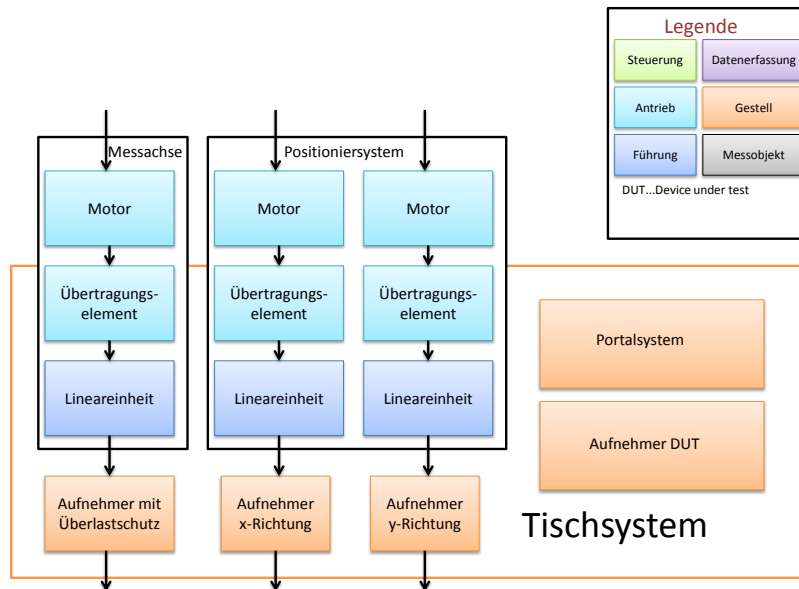 Legende
Steuerung
Datenerfassung
Antrieb
Gestell
Führung
Messobjekt
DUT...Device under test
Messachse
Positioniersystem
Motor
Motor
Motor
Übertragungs-
element
Übertragungs-
element
Übertragungs-
element
Lineareinheit
Lineareinheit
Lineareinheit
Aufnehmer mit
Überlastschutz
Aufnehmer
x-Richtung
Aufnehmer
y-Richtung
Portalsystem
Aufnehmer DUT
Tischsystem